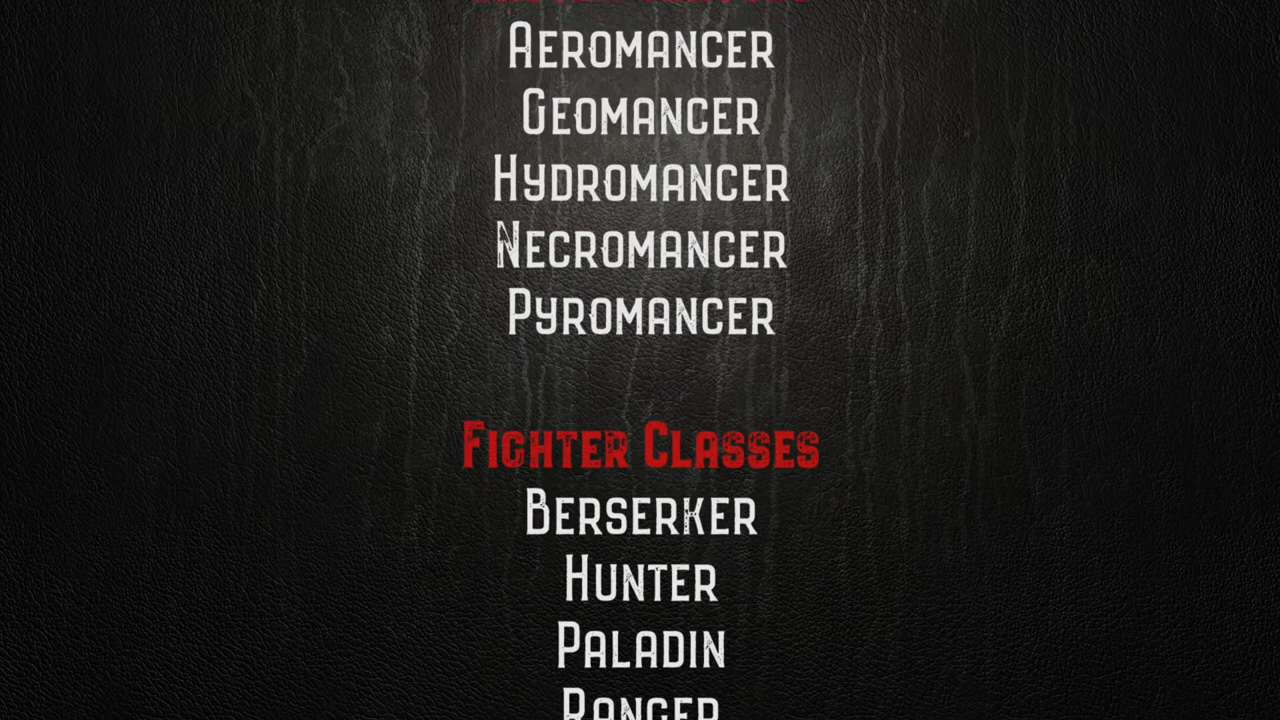 Aeromancer
Geomancer
Hydromancer
Necromancer
Pyromancer
Fighter Classes
Berserker
Hunter
Paladin
Ranger